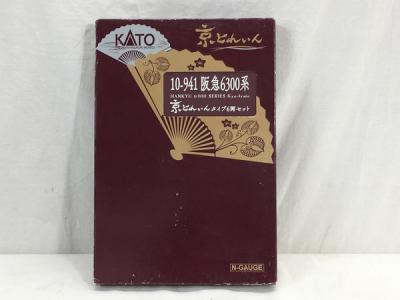 KATO
京とれいん
10-941 阪急6300系
HANKYU 6300 SERIES Kyo-train
京とれいんタイプ6両セット
N-GAUGE